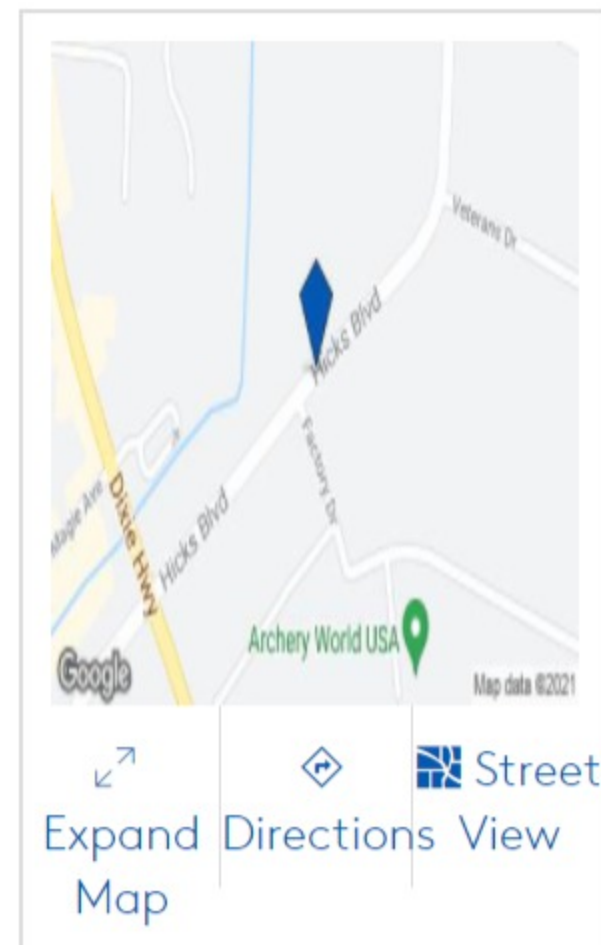 Veterans Dr
Hicks Blvd
Factory Dr
Magie Ave
Dixie Hwy
Hicks Blvd
Archery World USA
Google
Map data ©2021
Expand
Map
Directions
Street
View